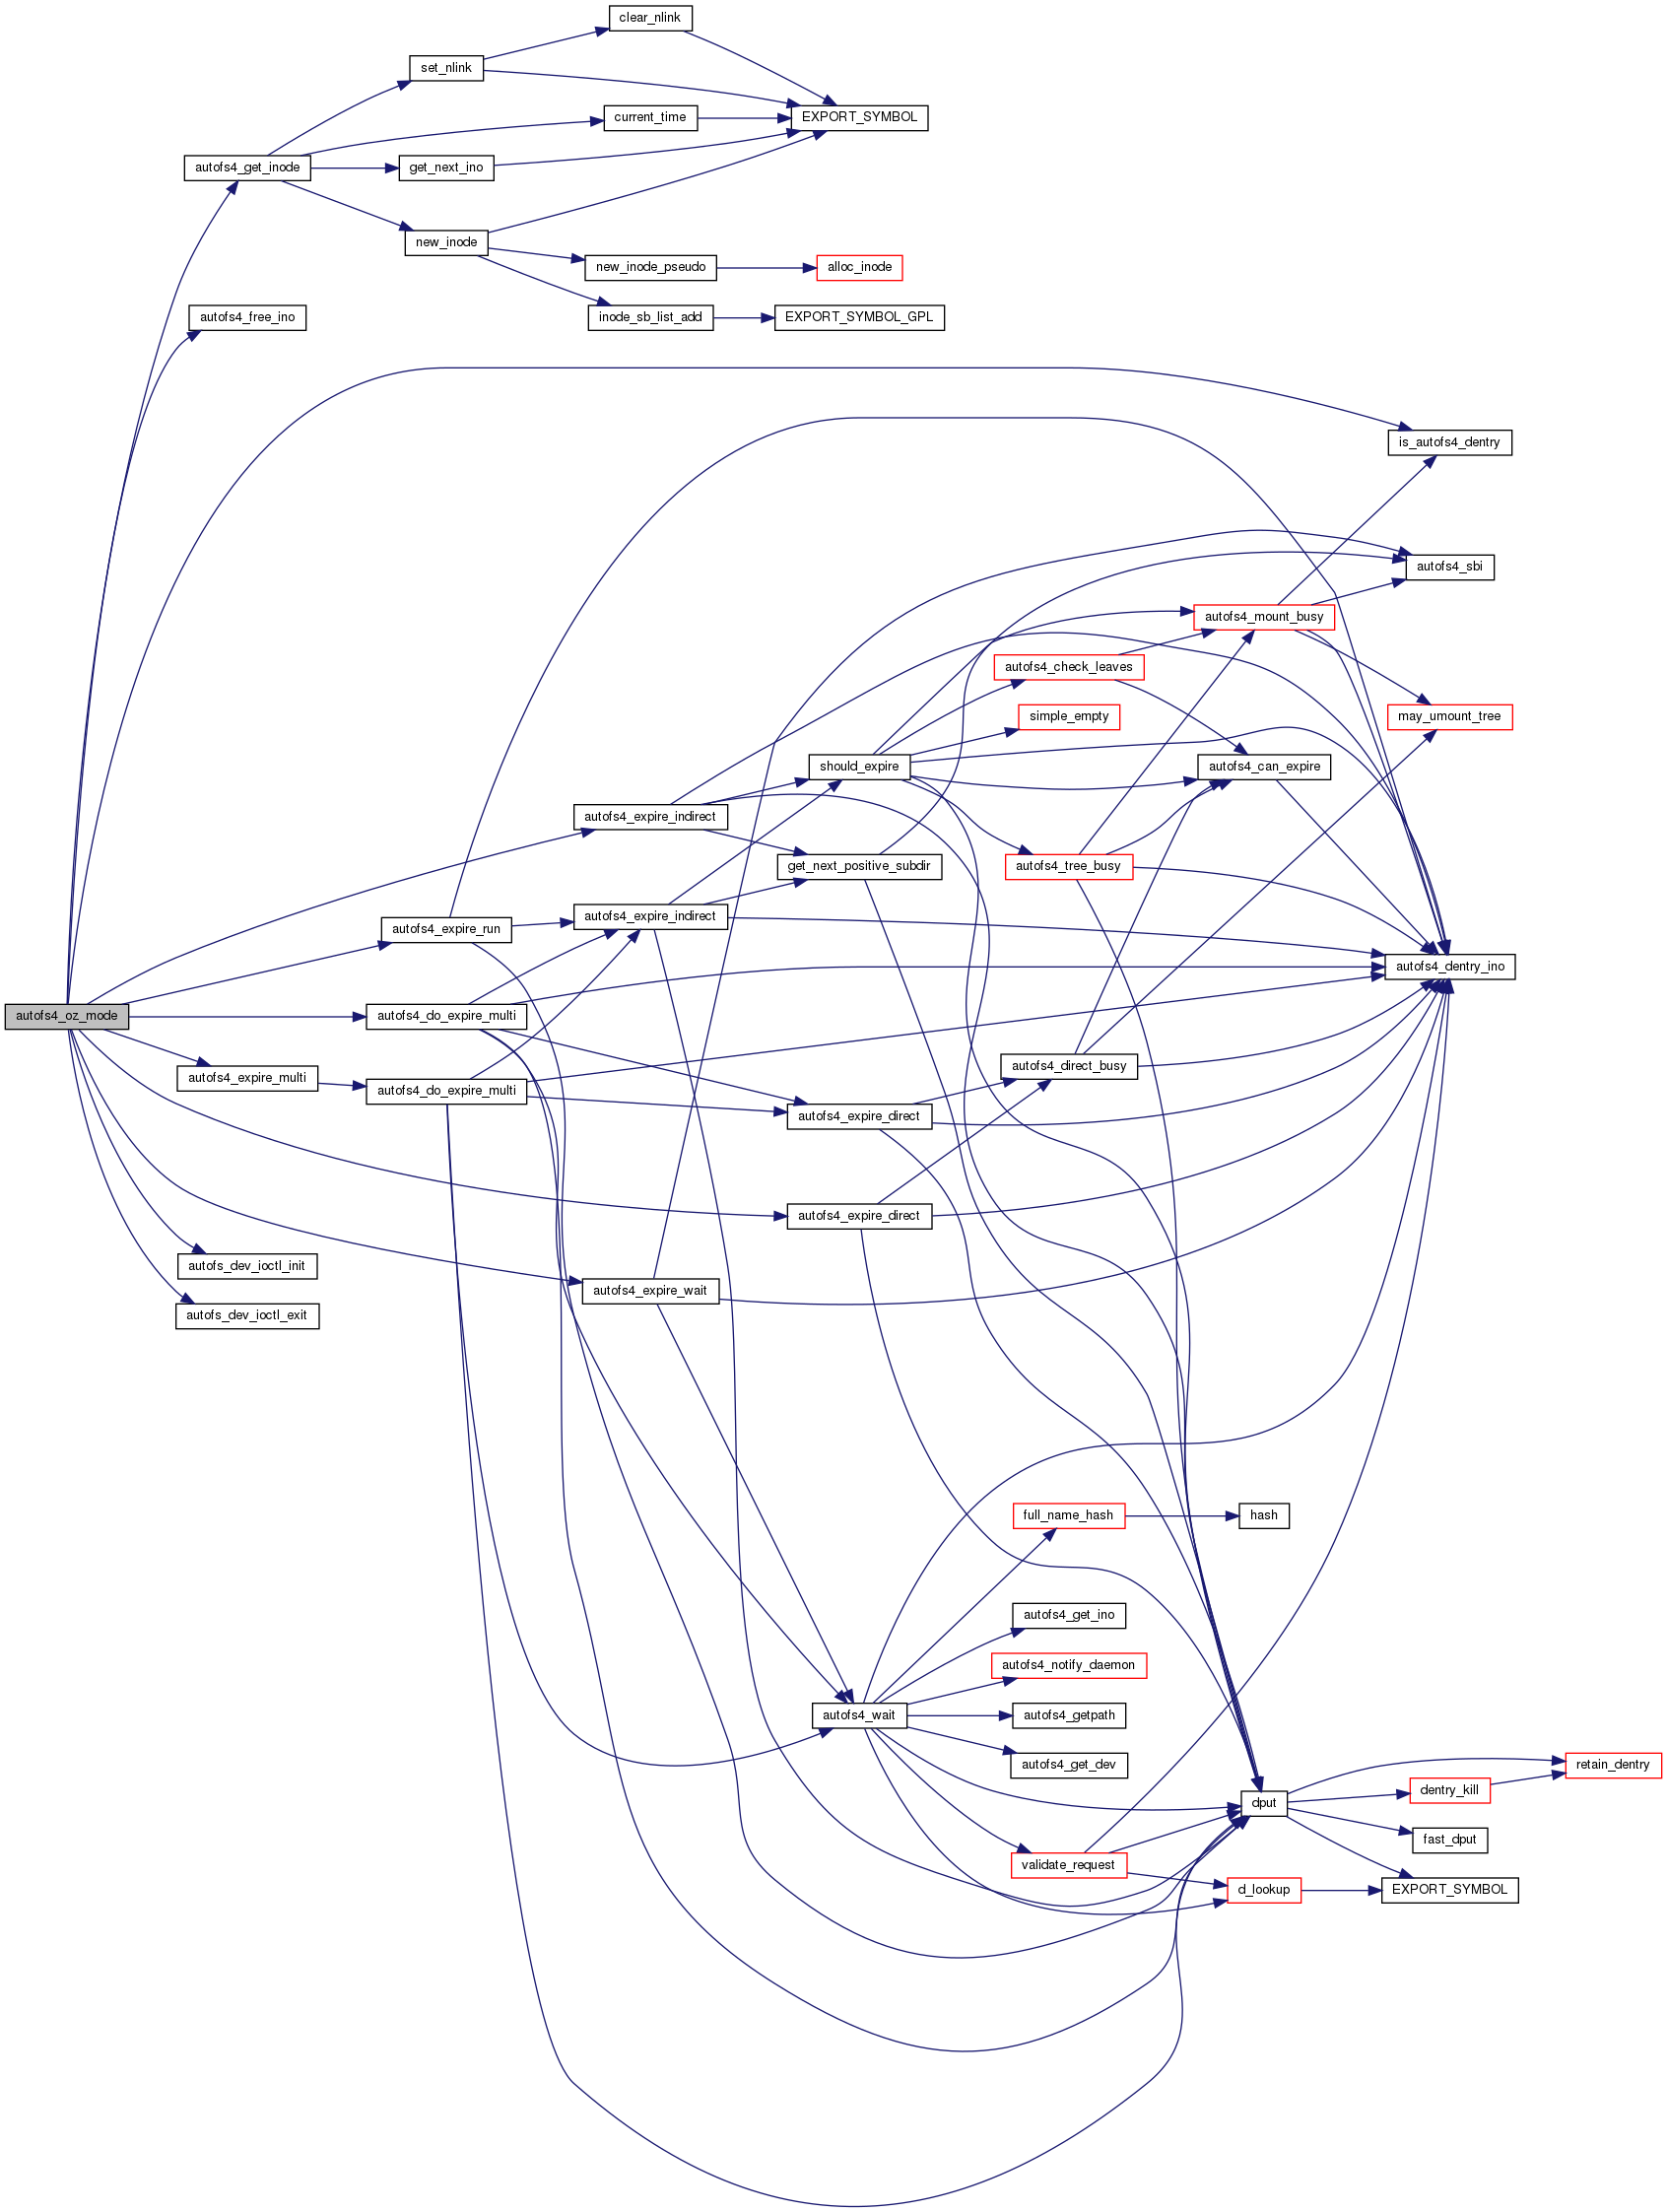 clear_nlink
set_nlink
current_time
EXPORT_SYMBOL
autofs4_get_inode
get_next_ino
new_inode
new_inode_pseudo
alloc_inode
autofs4_free_ino
inode_sb_list_add
EXPORT_SYMBOL_GPL
is_autofs4_dentry
autofs4_sbi
autofs4_mount_busy
autofs4_check_leaves
simple_empty
may_umount_tree
should_expire
autofs4_can_expire
autofs4_expire_indirect
get_next_positive_subdir
autofs4_tree_busy
autofs4_expire_run
autofs4_expire_indirect
autofs4_dentry_ino
autofs4_oz_mode
autofs4_do_expire_multi
autofs4_direct_busy
autofs4_expire_multi
autofs4_do_expire_multi
autofs4_expire_direct
autofs4_expire_direct
autofs_dev_ioctl_init
autofs4_expire_wait
autofs_dev_ioctl_exit
full_name_hash
hash
autofs4_get_ino
autofs4_notify_daemon
autofs4_wait
autofs4_getpath
autofs4_get_dev
retain_dentry
dentry_kill
dput
fast_dput
validate_request
d_lookup
EXPORT_SYMBOL